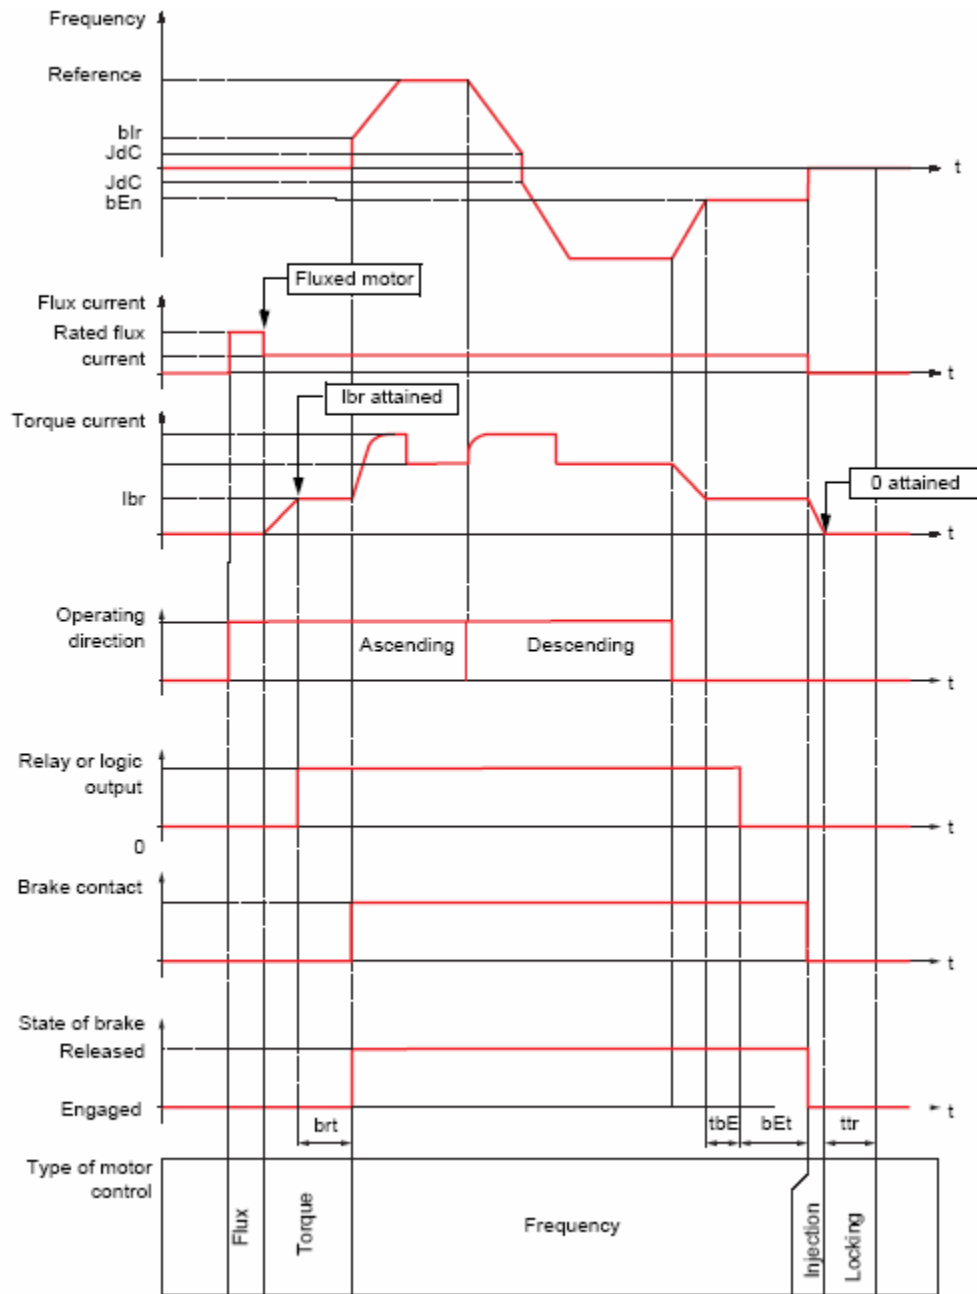 Frequency
Reference
bIr
JdC
t
JdC
bEn
Fluxed motor
Flux current
Rated flux
current
t
Ibr attained
Torque current
Ibr
0 attained
t
Operating
direction
Ascending
Descending
t
Relay or logic
output
0
t
Brake contact
t
State of brake
Released
Engaged
t
brt
tbE
bEt
ttr
Type of motor
control
Flux
Torque
Frequency
Injection
Locking